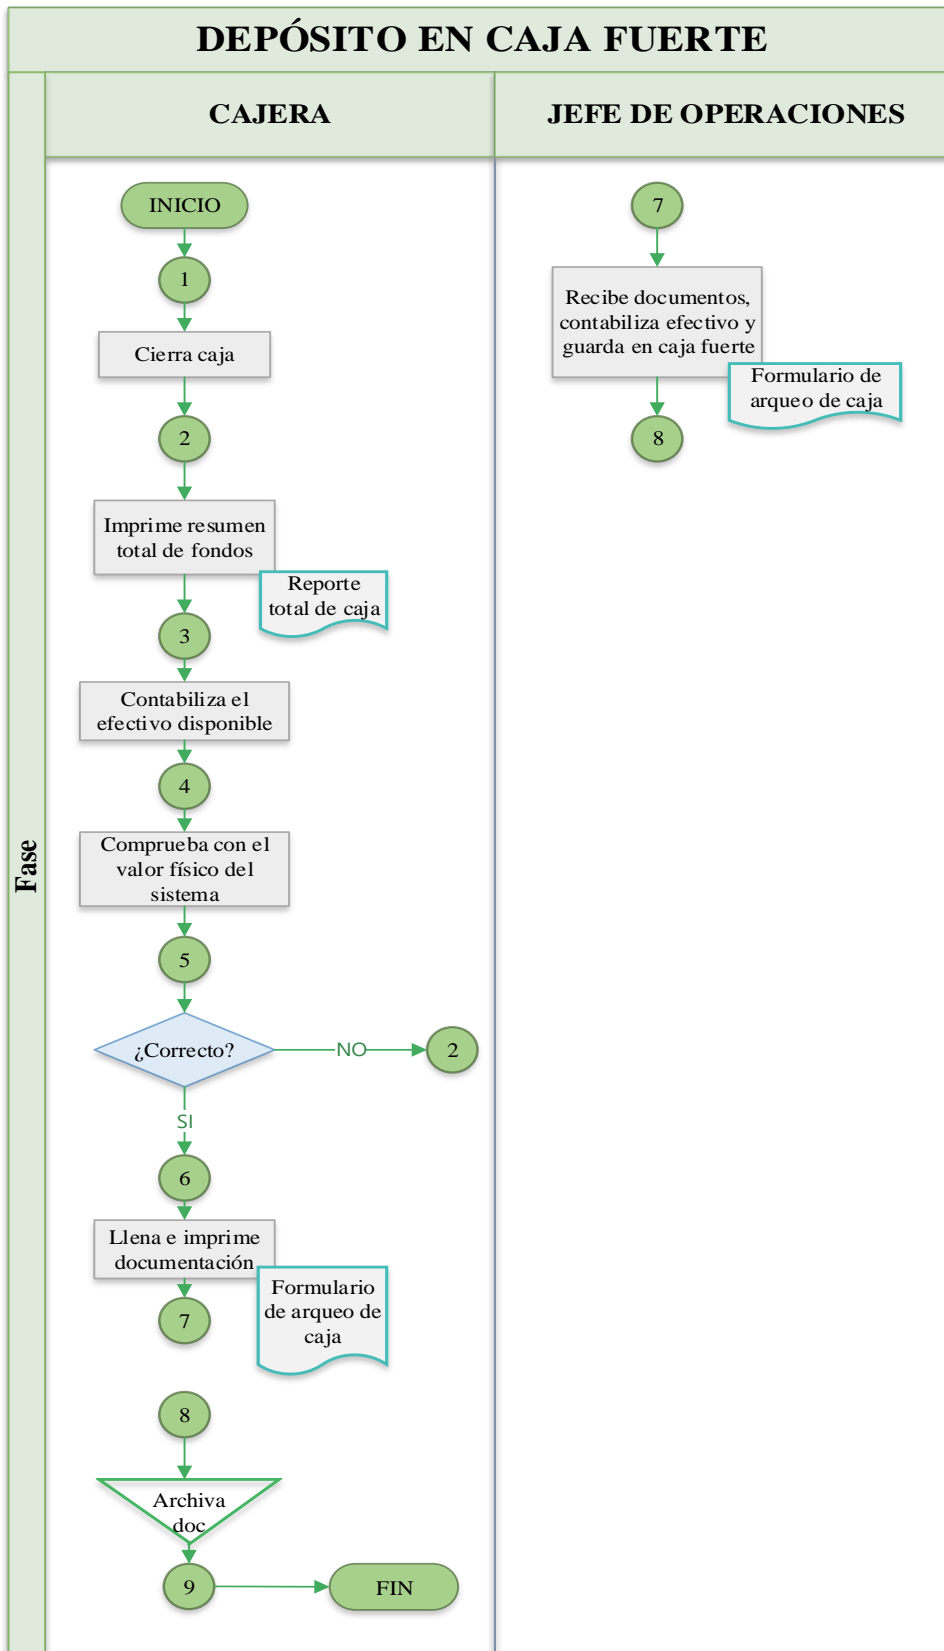 DEPÓSITO EN CAJA FUERTE
Fase
CAJERA
INICIO
1
Cierra caja
2
Imprime resumen
total de fondos
Reporte
total de caja
3
Contabiliza el
efectivo disponible
4
Comprueba con el
valor físico del
sistema
5
¿Correcto?
NO
2
SI
6
Llena e imprime
documentación
Formulario
de arqueo de
caja
7
8
Archiva
doc
9
FIN
JEFE DE OPERACIONES
7
Recibe documentos,
contabiliza efectivo y
guarda en caja fuerte
Formulario de
arqueo de caja
8